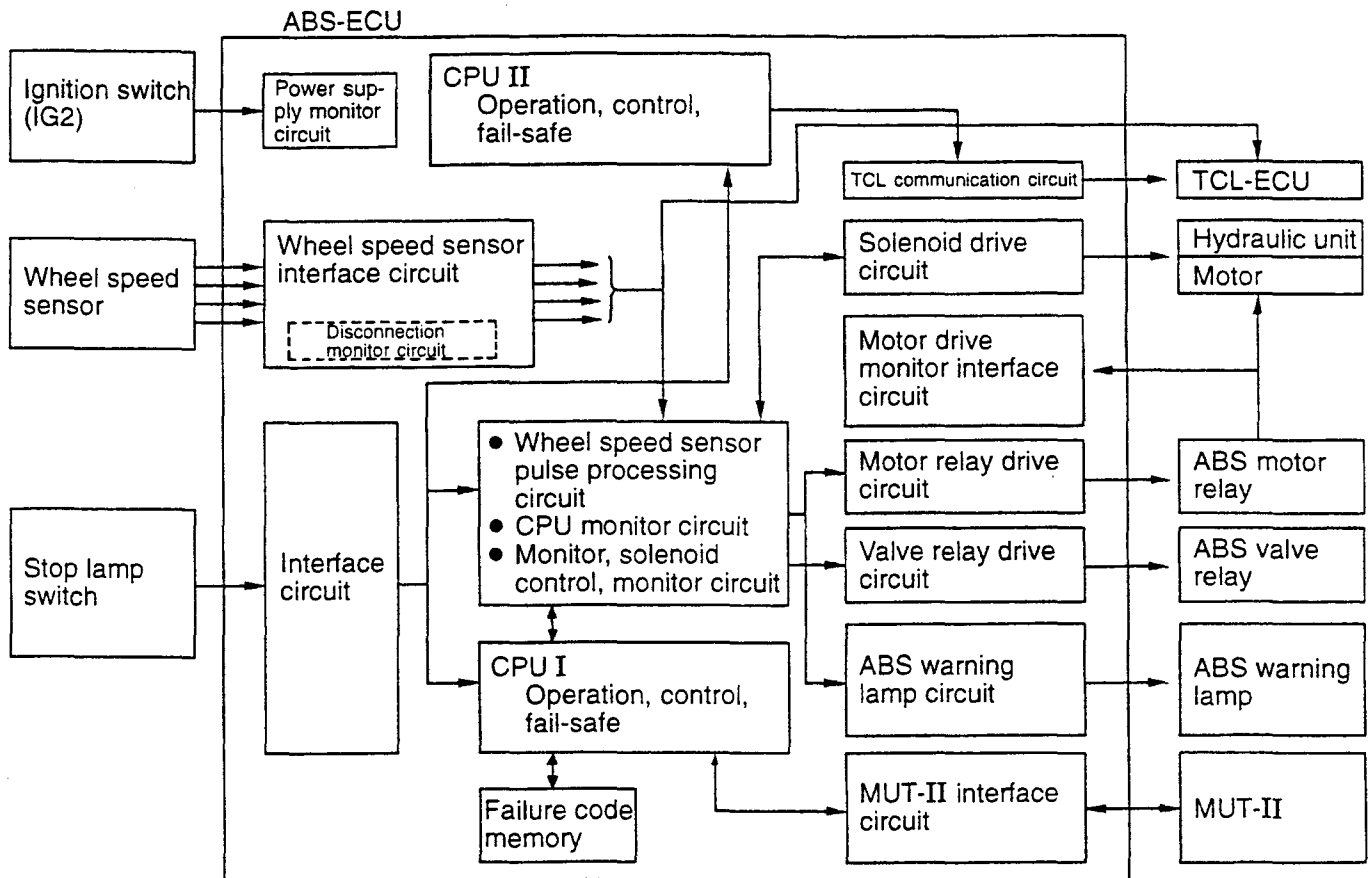 ABS-ECU
Ignition switch
(IG2)
Power sup-
ply monitor
circuit
CPU II
Operation, control,
fail-safe
TCL communication circuit
TCL-ECU
Wheel speed
sensor
Wheel speed sensor
interface circuit
Disconnection
monitor circuit
Solenoid drive
circuit
Hydraulic unit
Motor
Motor drive
monitor interface
circuit
Stop lamp
switch
Interface
circuit
● Wheel speed sensor
pulse processing
circuit
● CPU monitor circuit
● Monitor, solenoid
control, monitor circuit
Motor relay drive
circuit
ABS motor
relay
Valve relay drive
circuit
ABS valve
relay
CPU I
Operation, control,
fail-safe
ABS warning
lamp circuit
ABS warning
lamp
Failure code
memory
MUT-II interface
circuit
MUT-II